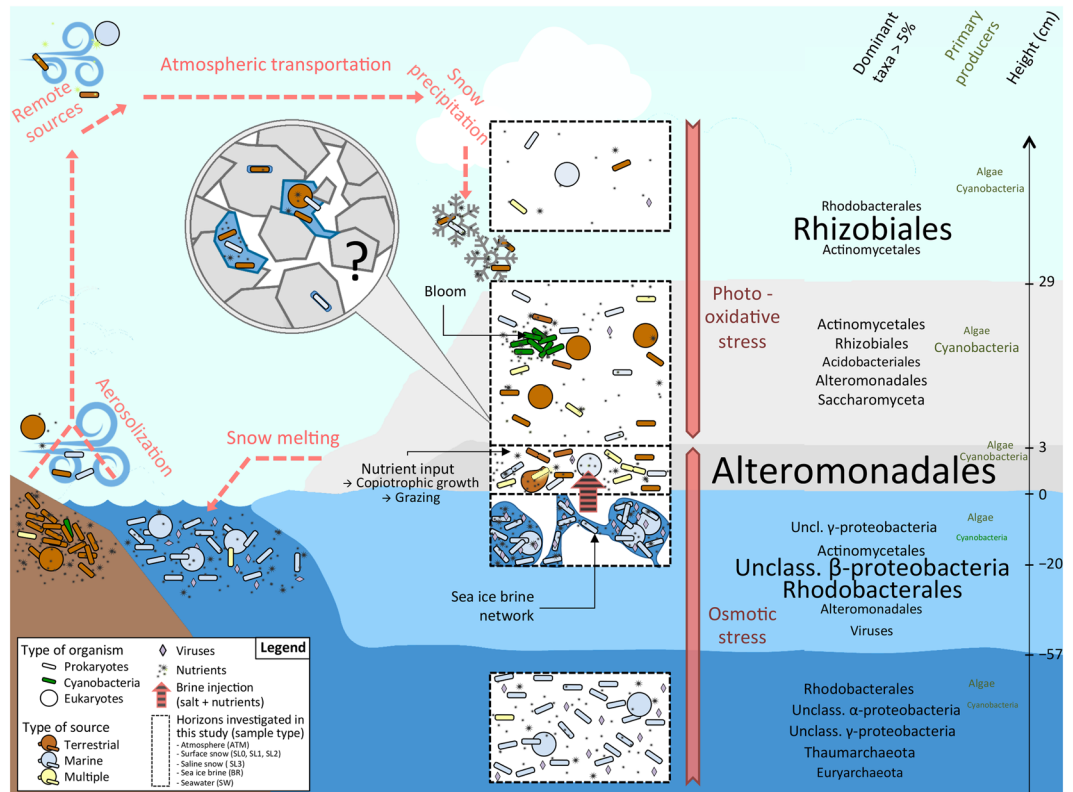 Dominant
taxa > 5%
Primary
producers
Height (cm)
Remote
sources
Atmospheric transportation
Snow
precipitation
Algae
Cyanobacteria
Rhodobacterales
Rhizobiales
Actinomycetales
?
29
Bloom
Photo -
oxidative
stress
Actinomycetales
Rhizobiales
Acidobacteriales
Alteromonadales
Saccharomyceta
Algae
Cyanobacteria
Aerosolization
Snow melting
Nutrient input
→ Copiotrophic growth
→ Grazing
Alteromonadales
Algae
Cyanobacteria
3
0
Uncl. γ-proteobacteria
Actinomycetales
Unclass. β-proteobacteria
Rhodobacterales
Alteromonadales
Viruses
Algae
Cyanobacteria
-20
Sea ice brine
network
Osmotic
stress
-57
Rhodobacterales
Unclass. α-proteobacteria
Unclass. γ-proteobacteria
Thaumarchaeota
Euryarchaeota
Algae
Cyanobacteria
Legend
Type of organism
Prokaryotes
Cyanobacteria
Eukaryotes
Type of source
Terrestrial
Marine
Multiple
Viruses
Nutrients
Brine injection
(salt + nutrients)
Horizons investigated in
this study (sample type)
- Atmosphere (ATM)
- Surface snow (SL0, SL1, SL2)
- Saline snow ( SL3)
- Sea ice brine (BR)
- Seawater (SW)